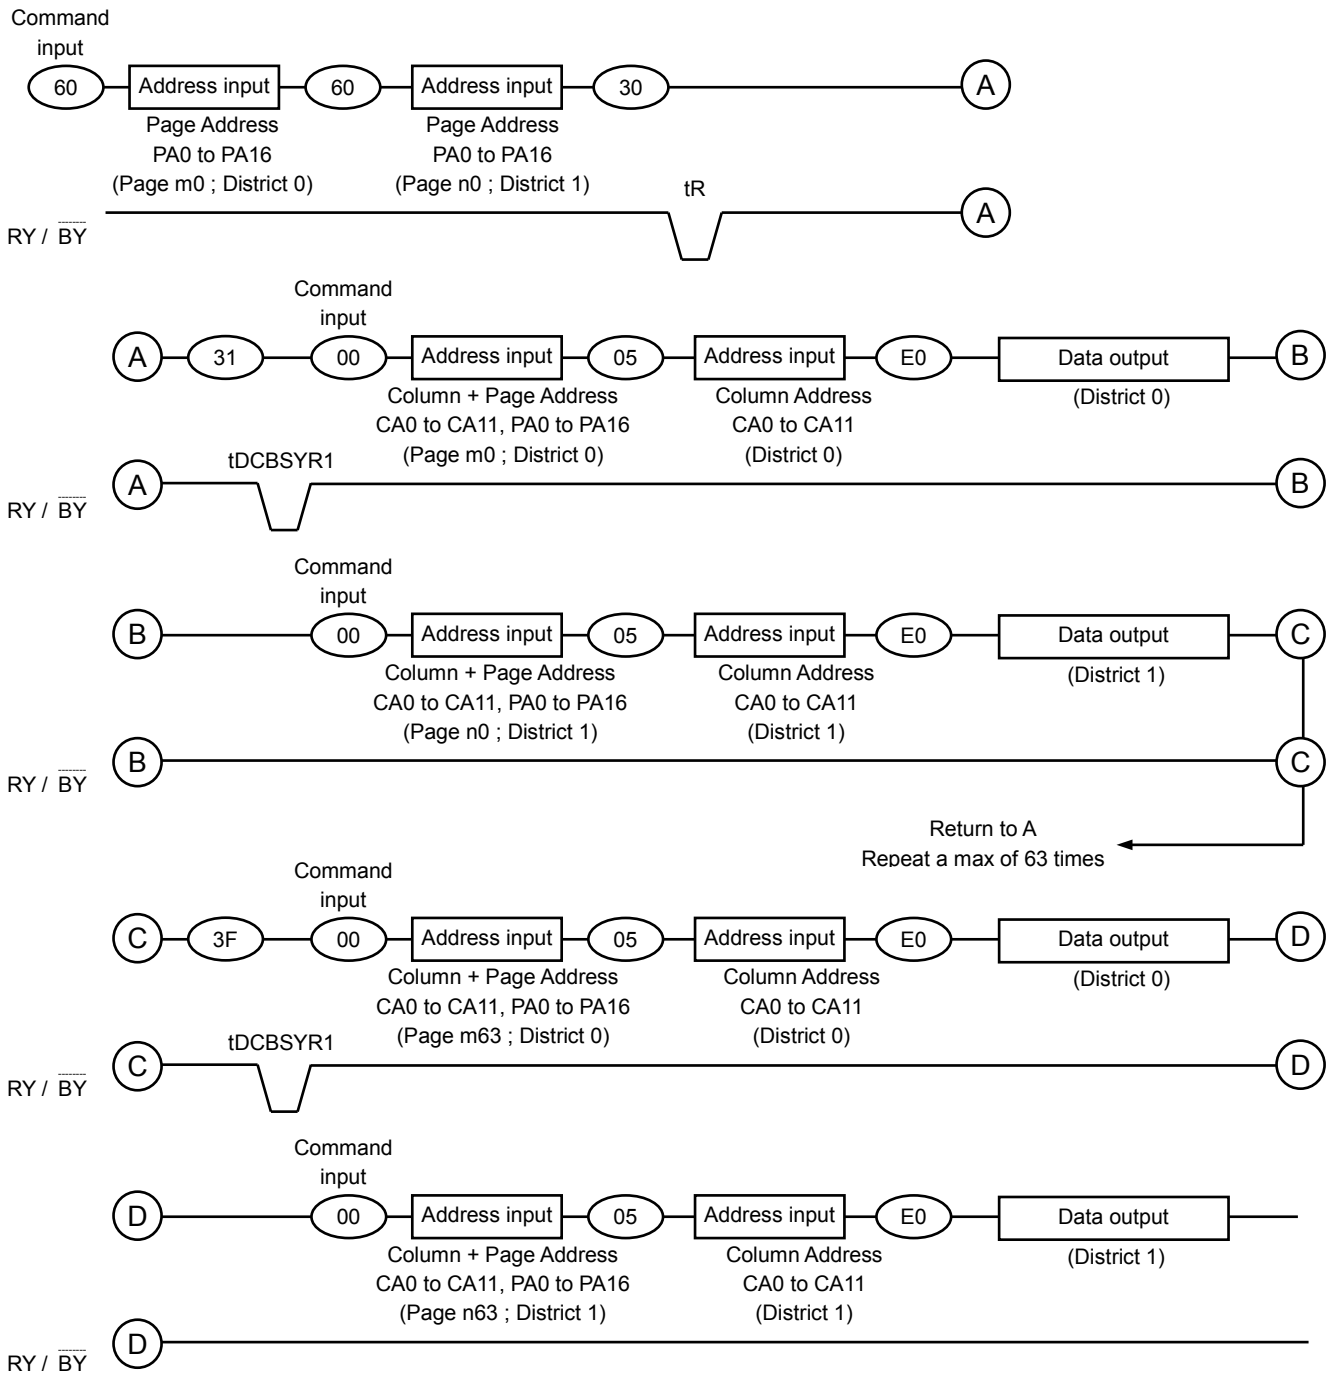 Command
input
60 Address input 60 Address input 30 A
Page Address Page Address
PA0 to PA16 PA0 to PA16
(Page m0 ; District 0) (Page n0 ; District 1)
tR
RY / BY A
Command
input
A 31 00 Address input 05 Address input E0 Data output B
Column + Page Address Column Address (District 0)
CA0 to CA11, PA0 to PA16 CA0 to CA11
(Page m0 ; District 0) (District 0)
tDCBSYR1
RY / BY A B
Command
input
B 00 Address input 05 Address input E0 Data output C
Column + Page Address Column Address (District 1)
CA0 to CA11, PA0 to PA16 CA0 to CA11
(Page n0 ; District 1) (District 1)
RY / BY B C
Return to A
Repeat a max of 63 times
Command
input
C 3F 00 Address input 05 Address input E0 Data output D
Column + Page Address Column Address (District 0)
CA0 to CA11, PA0 to PA16 CA0 to CA11
(Page m63 ; District 0) (District 0)
tDCBSYR1
RY / BY C D
Command
input
D 00 Address input 05 Address input E0 Data output
Column + Page Address Column Address (District 1)
CA0 to CA11, PA0 to PA16 CA0 to CA11
(Page n63 ; District 1) (District 1)
RY / BY D